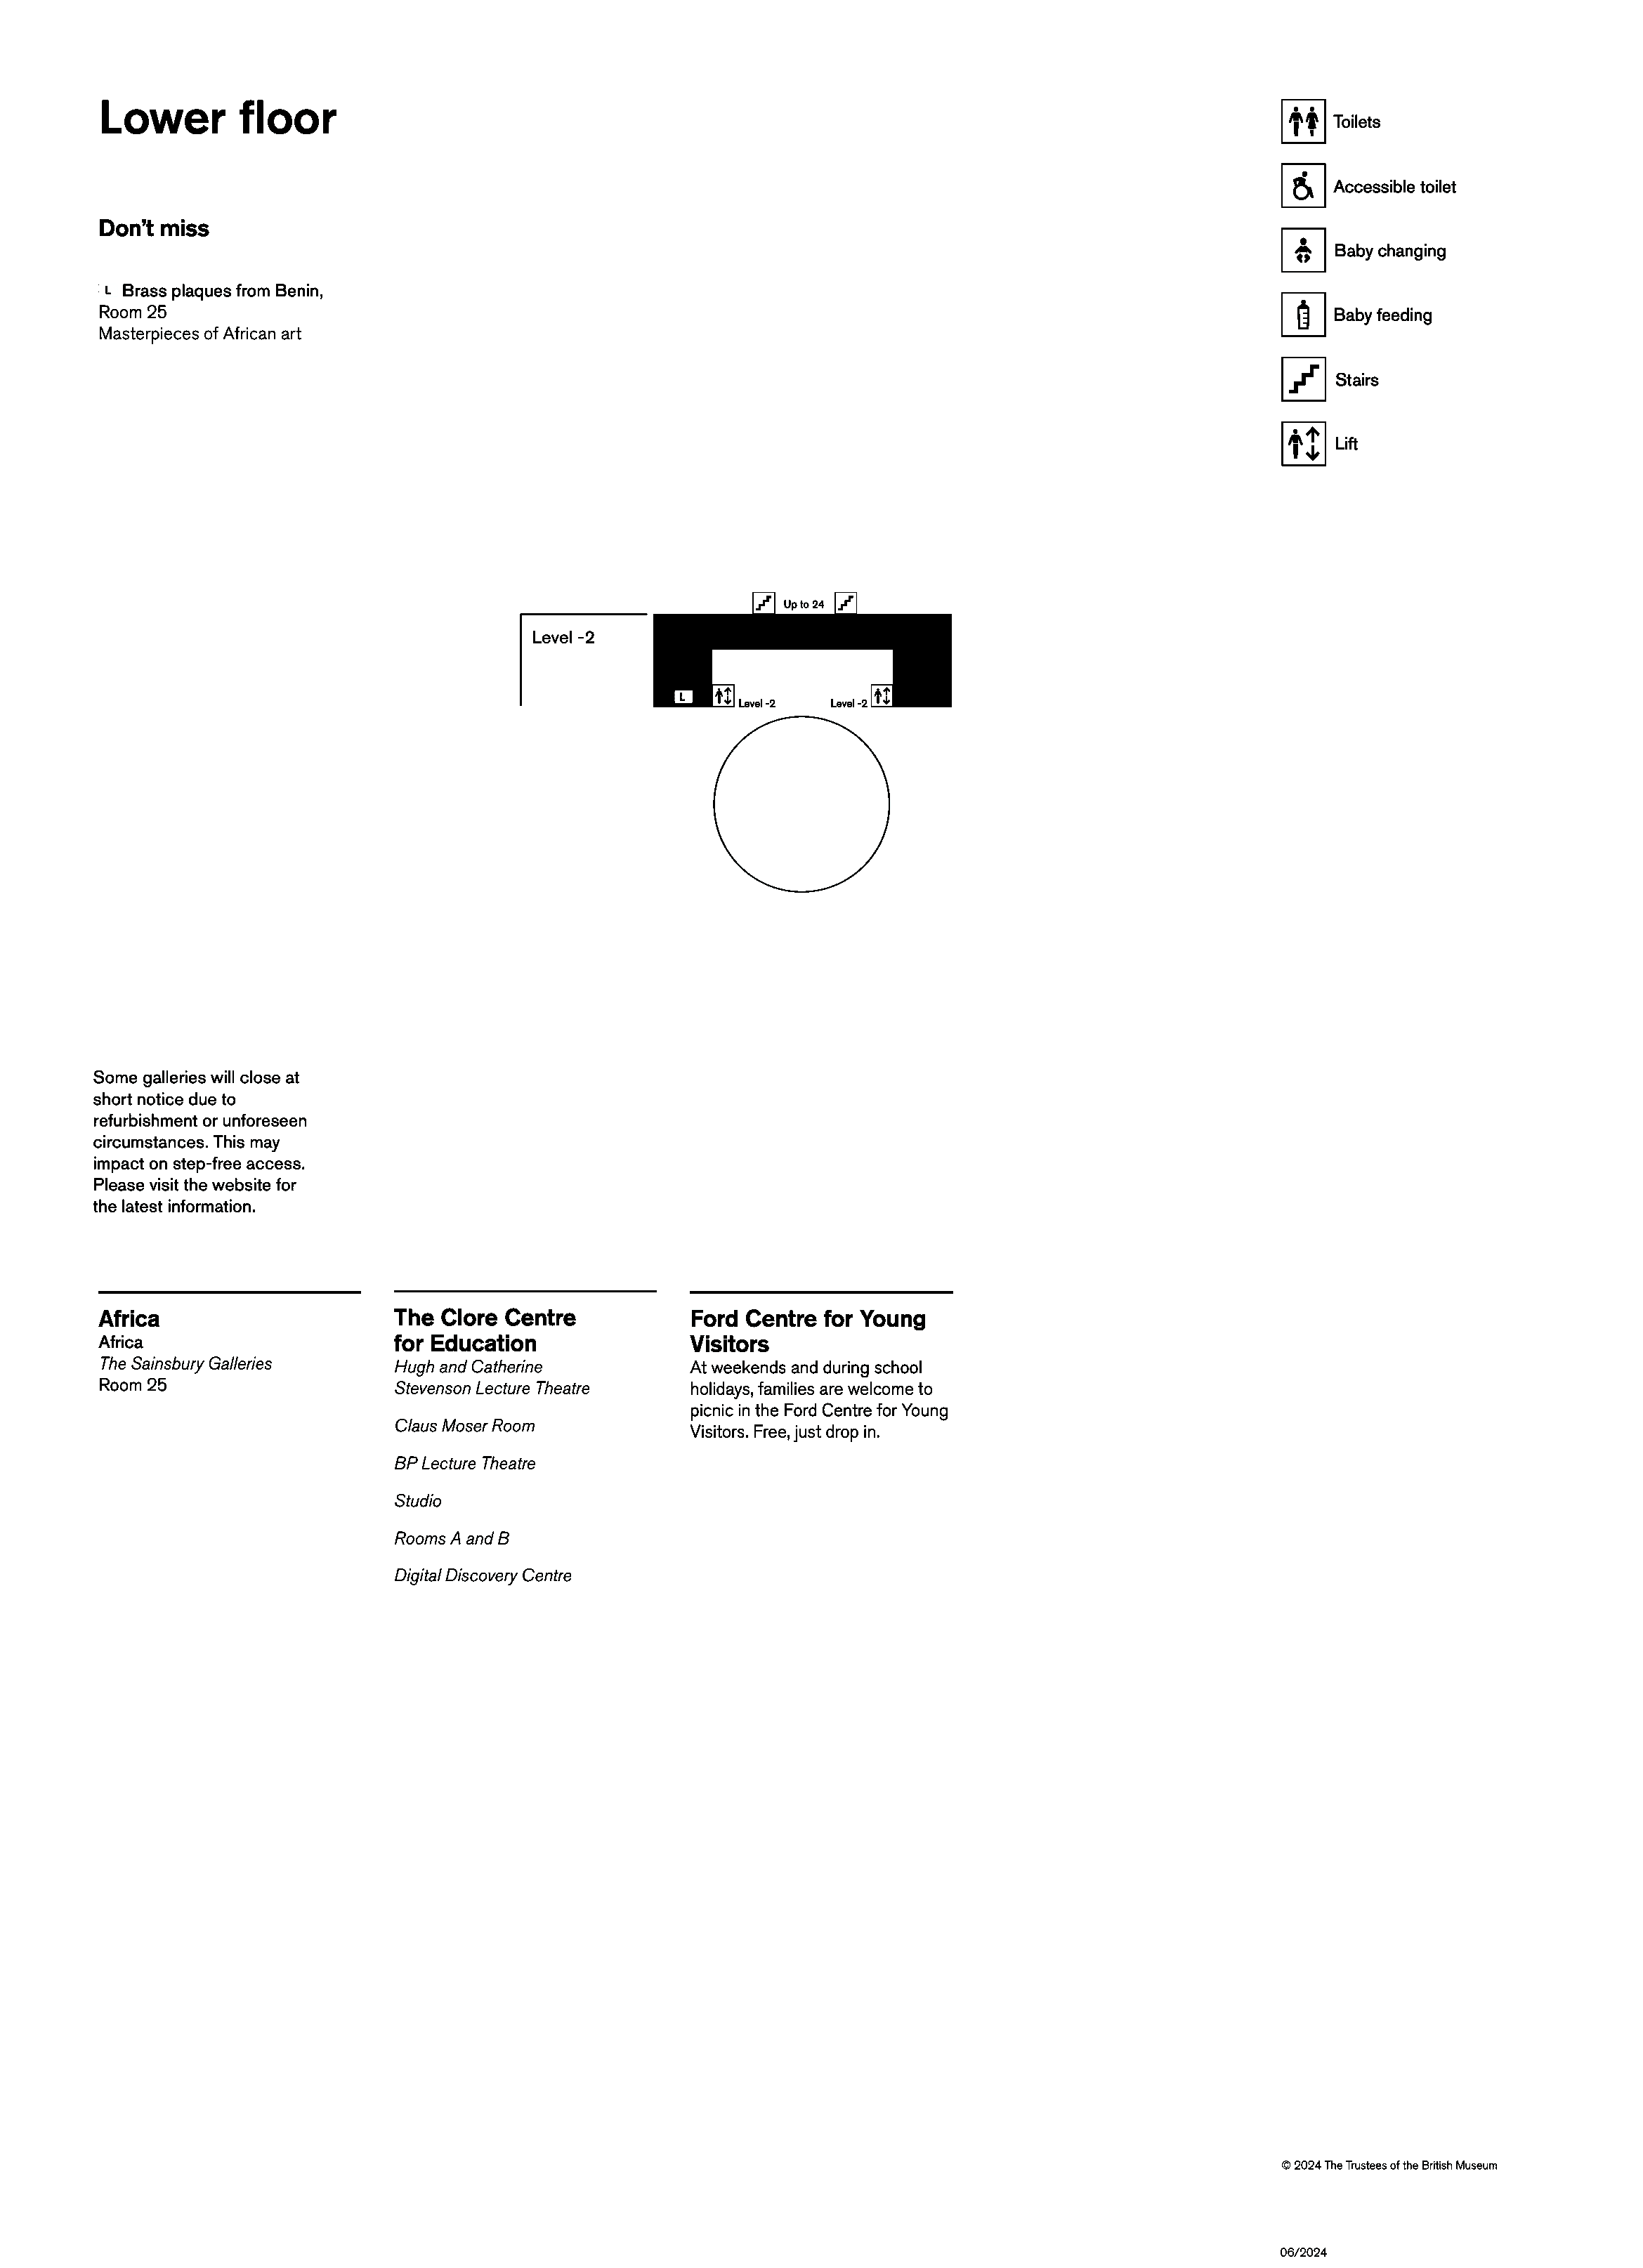 Lower floor
Don't miss
L Brass plaques from Benin,
Room 25
Masterpieces of African art
Toilets
Accessible toilet
Baby changing
Baby feeding
Stairs
Lift
Up to 24
Level -2
L
Level -2
Level -2
Some galleries will close at
short notice due to
refurbishment or unforeseen
circumstances. This may
impact on step-free access.
Please visit the website for
the latest information.
Africa
Africa
The Sainsbury Galleries
Room 25
The Clore Centre
for Education
Hugh and Catherine
Stevenson Lecture Theatre
Claus Moser Room
BP Lecture Theatre
Studio
Rooms A and B
Digital Discovery Centre
Ford Centre for Young
Visitors
At weekends and during school
holidays, families are welcome to
picnic in the Ford Centre for Young
Visitors. Free, just drop in.
© 2024 The Trustees of the British Museum
06/2024